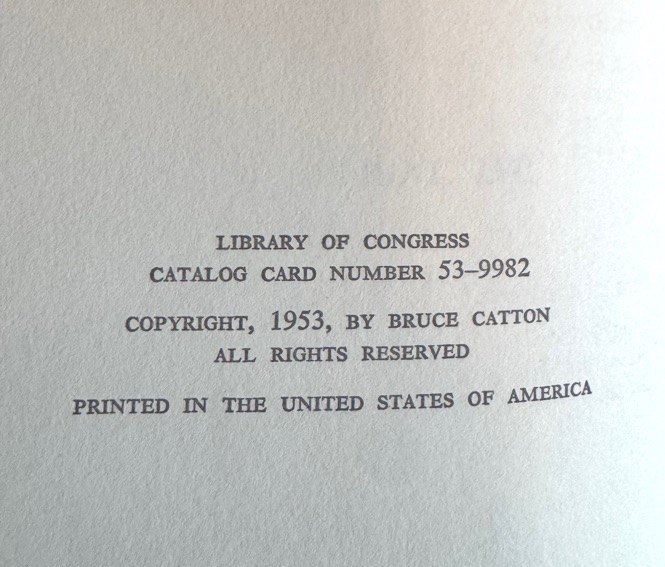 LIBRARY OF CONGRESS
CATALOG CARD NUMBER 53–9982
COPYRIGHT, 1953, BY BRUCE CATTON
ALL RIGHTS RESERVED
PRINTED IN THE UNITED STATES OF AMERICA